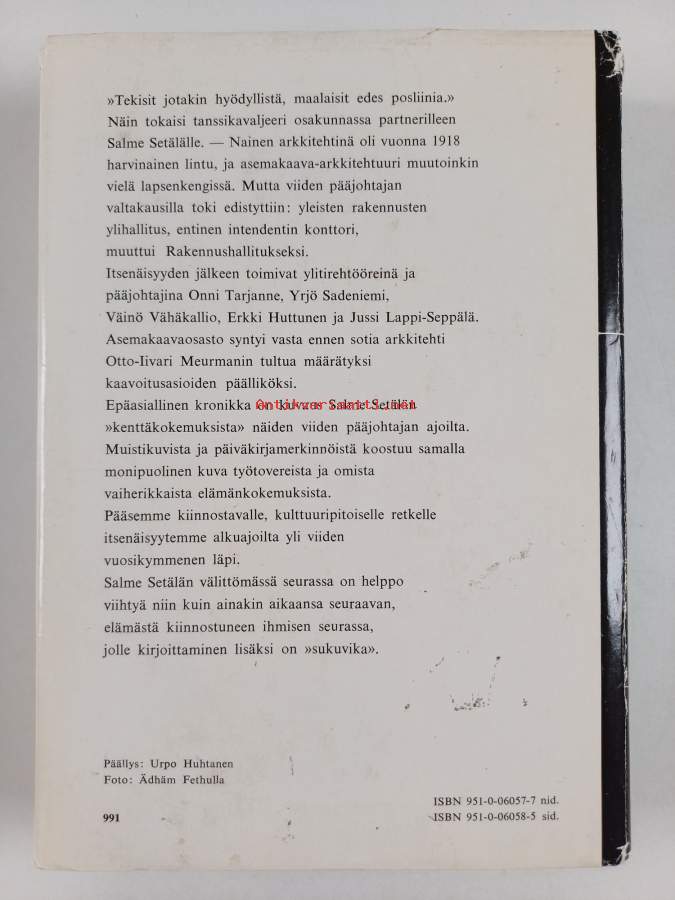 »Tekisit jotakin hyödyllistä, maalaisit edes posliinia.»
Näin tokaisi tanssikavaljeeri osakunnassa partnerilleen
Salme Setälälle. — Nainen arkkitehtinä oli vuonna 1918
harvinainen lintu, ja asemakaava-arkkitehtuuri muutoinkin
vielä lapsenkengissä. Mutta viiden pääjohtajan
valtakausilla toki edistyttiin: yleisten rakennusten
ylihallitus, entinen intendentin konttori,
muuttui Rakennushallitukseksi.
Itsenäisyyden jälkeen toimivat ylitirehtööreinä ja
pääjohtajina Onni Tarjanne, Yrjö Sadeniemi,
Väinö Vähäkallio, Erkki Huttunen ja Jussi Lappi-Seppälä.
Asemakaavaosasto syntyi vasta ennen sotia arkkitehti
Otto-Iivari Meurmanin tultua määrätyksi
kaavoitusasioiden päälliköksi.
Epäasiallinen kronikka on kuvaus Salme Setälän
Antikvariaatti.net
»kenttäkokemuksista» näiden viiden pääjohtajan ajoilta.
Muistikuvista ja päiväkirjamerkinnöistä koostuu samalla
monipuolinen kuva työtovereista ja omista
vaiherikkaista elämänkokemuksista.
Pääsemme kiinnostavalle, kulttuuripitoiselle retkelle
itsenäisyytemme alkuajoilta yli viiden
vuosikymmenen läpi.
Salme Setälän välittömässä seurassa on helppo
viihtyä niin kuin ainakin aikaansa seuraavan,
elämästä kiinnostuneen ihmisen seurassa,
jolle kirjoittaminen lisäksi on »sukuvika».
Päällys: Urpo Huhtanen
Foto: Ädhäm Fethulla
991
ISBN 951-0-06057-7 nid.
ISBN 951-0-06058-5 sid.